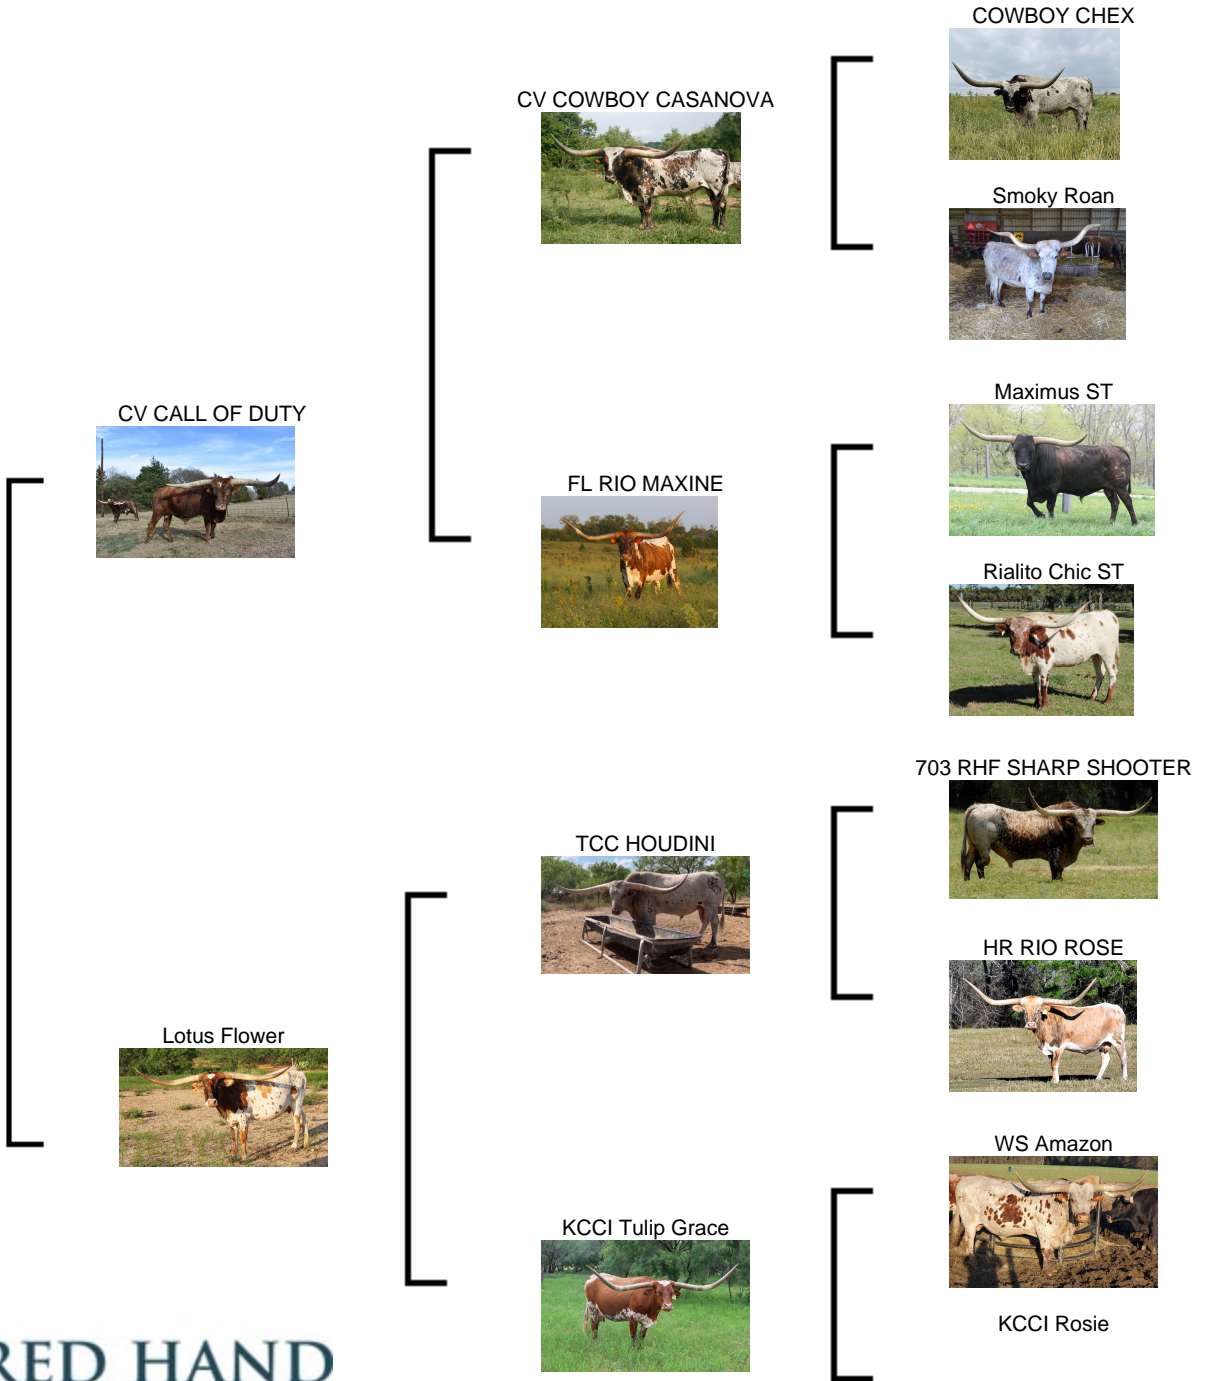 COWBOY CHEX
CV COWBOY CASANOVA
Smoky Roan
Maximus ST
CV CALL OF DUTY
FL RIO MAXINE
Rialito Chic ST
703 RHF SHARP SHOOTER
TCC HOUDINI
HR RIO ROSE
Lotus Flower
WS Amazon
KCCI Tulip Grace
KCCI Rosie
RED HAND